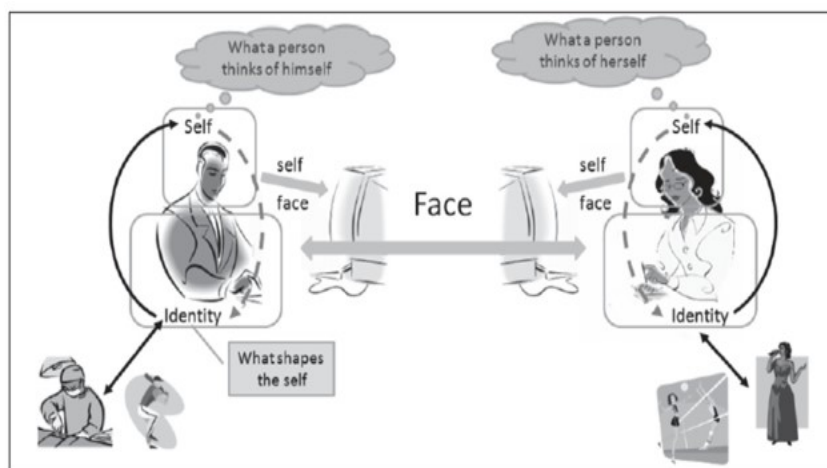 What a person
thinks of himself
What a person
thinks of herself
Self
Self
self
face
Face
self
face
Identity
Identity
What shapes
the self